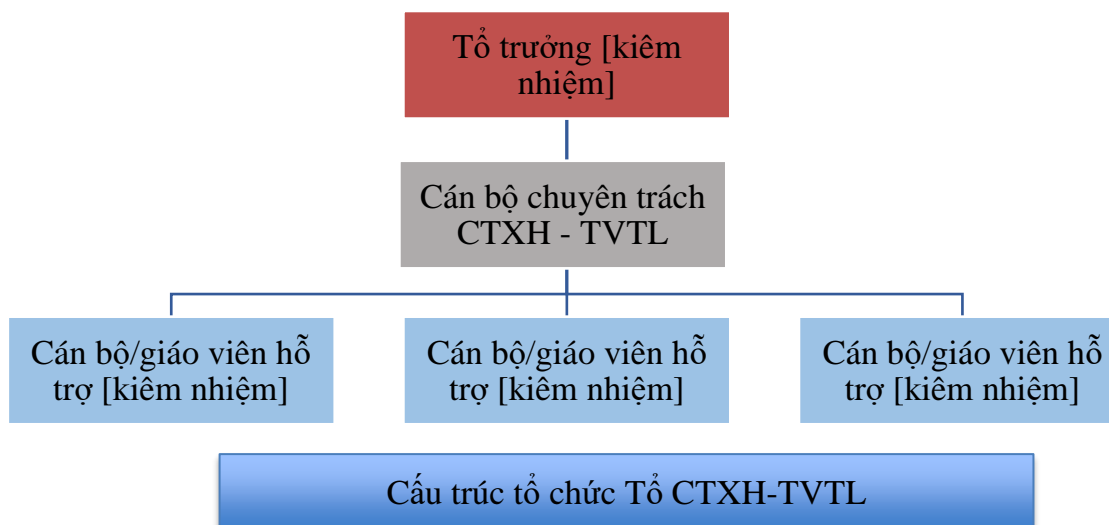 Tổ trưởng [kiêm
nhiệm]
Cán bộ chuyên trách
CTXH - TVTL
Cán bộ/giáo viên hỗ
trợ [kiêm nhiệm]
Cán bộ/giáo viên hỗ
trợ [kiêm nhiệm]
Cán bộ/giáo viên hỗ
trợ [kiêm nhiệm]
Cấu trúc tổ chức Tổ CTXH-TVTL